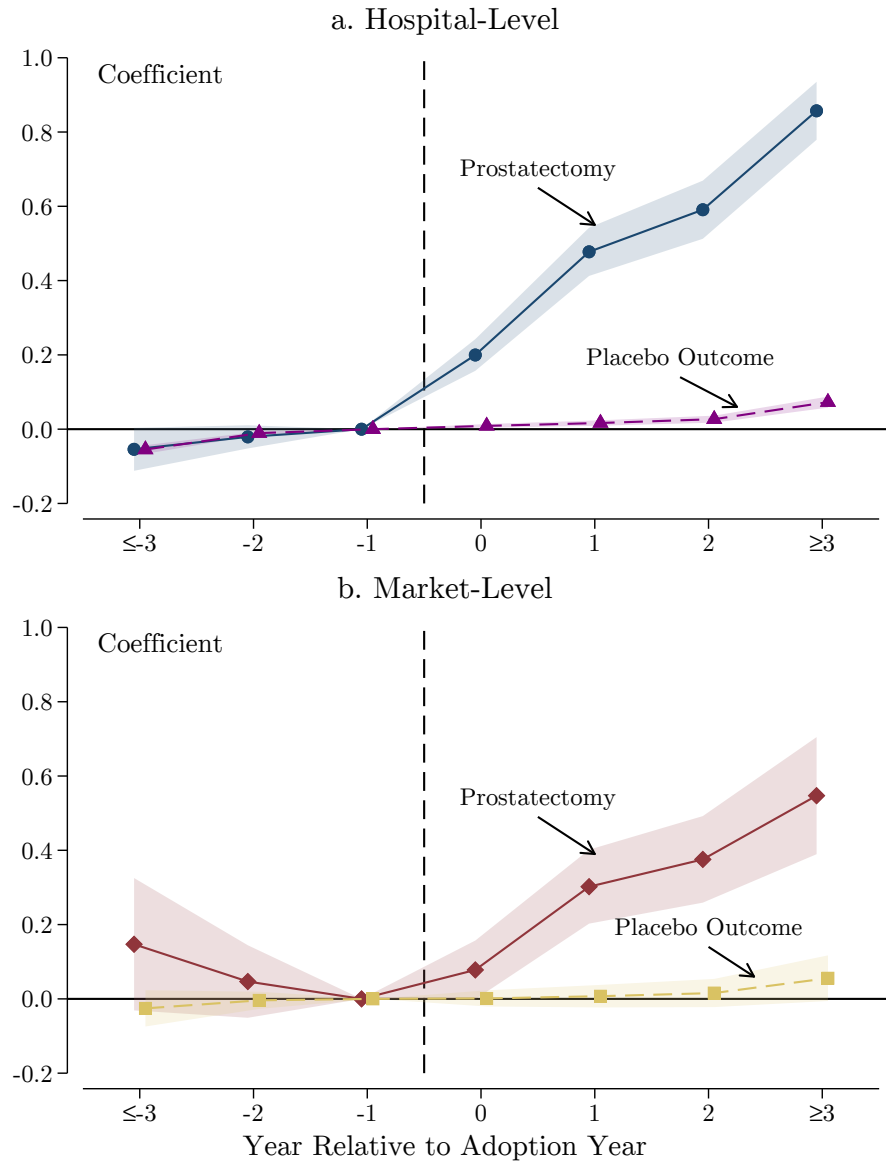 a. Hospital-Level
1.0
Coefficient
0.8
Prostatectomy
0.6
0.4
0.2
Placebo Outcome
0.0
-0.2
≤-3 -2 -1 0 1 2 ≥3
b. Market-Level
1.0
Coefficient
0.8
0.6
Prostatectomy
0.4
0.2
Placebo Outcome
0.0
-0.2
≤-3 -2 -1 0 1 2 ≥3
Year Relative to Adoption Year